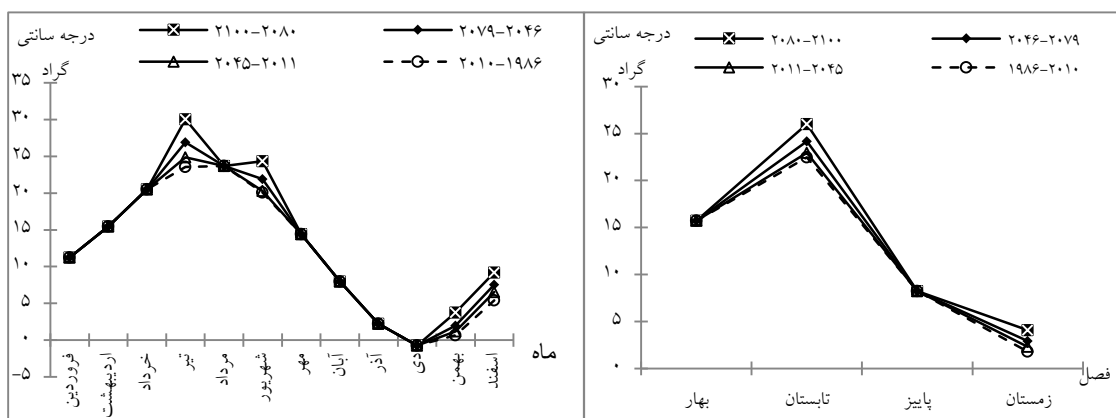 درجه سانتی
گراد
۲۱۰۰-۲۰۸۰
۲۰۷۹-۲۰۴۶
۲۰۴۵-۲۰۱۱
۲۰۱۰-۱۹۸۶
۳۵
۳۰
۲۵
۲۰
۱۵
۱۰
۵
۰
-۵
فروردین
اردیبهشت
خرداد
تیر
مرداد
شهریور
مهر
آبان
آذر
دی
بهمن
اسفند
ماه
درجه سانتی
گراد
۲۰۸۰-۲۱۰۰
۲۰۴۶-۲۰۷۹
۲۰۱۱-۲۰۴۵
۱۹۸۶-۲۰۱۰
۳۰
۲۵
۲۰
۱۵
۱۰
۵
۰
بهار
تابستان
پاییز
زمستان
فصل